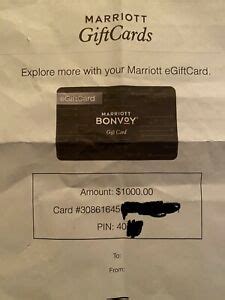 MARRIOTT
GiftCards
Explore more with your Marriott eGiftCard.
eGiftCard
MARRIOTT
BONVOY
Gift Card
Amount: $1000.00
Card #30861645
PIN: 40
To:
From: